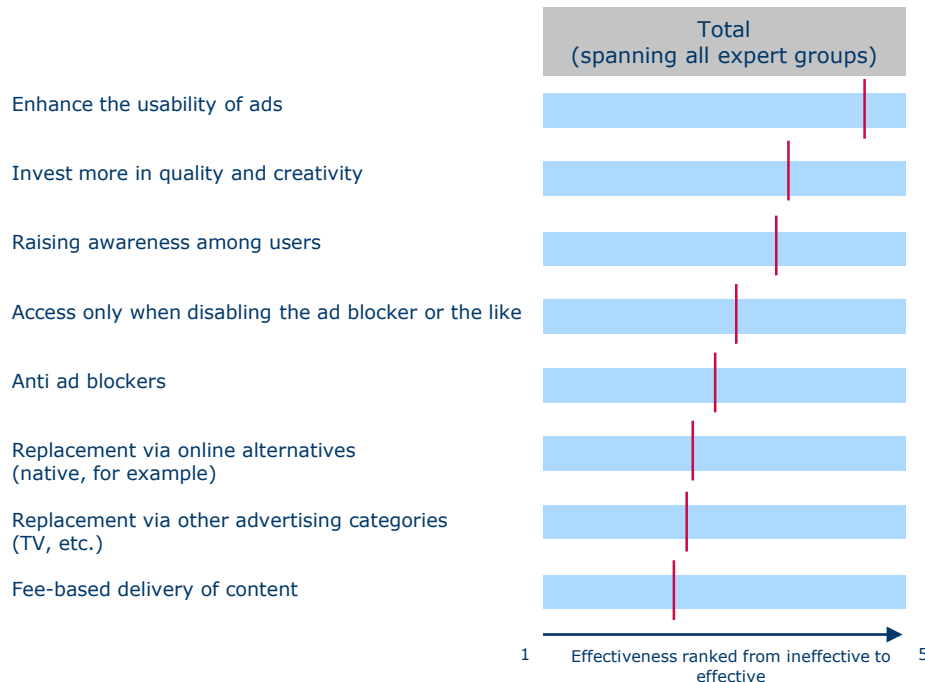 Total
(spanning all expert groups)
Enhance the usability of ads
Invest more in quality and creativity
Raising awareness among users
Access only when disabling the ad blocker or the like
Anti ad blockers
Replacement via online alternatives
(native, for example)
Replacement via other advertising categories
(TV, etc.)
Fee-based delivery of content
1
Effectiveness ranked from ineffective to
effective
5